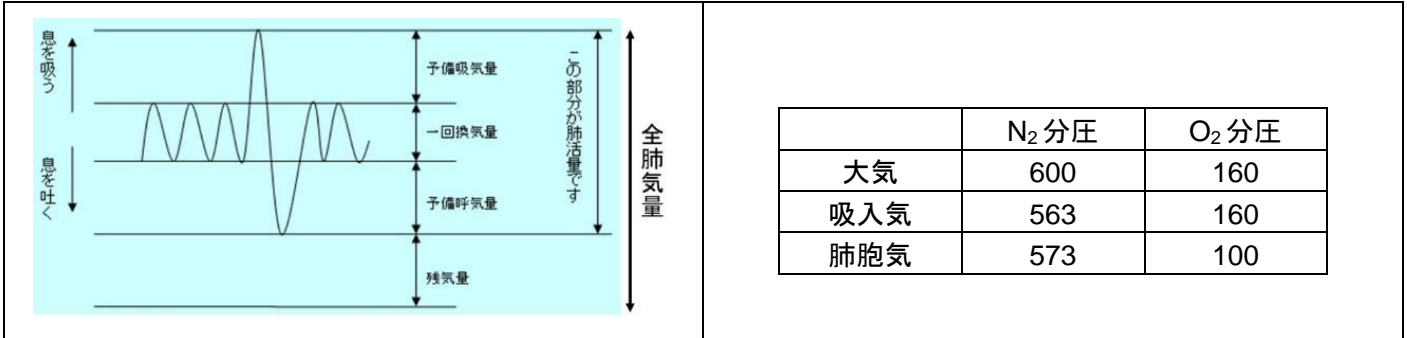 息を吸う
息を吐く
予備吸気量
一回換気量
予備呼気量
残気量
この部分が肺活量です
全肺気量
N2分圧 O2分圧
大気 600 160
吸入気 563 160
肺胞気 573 100